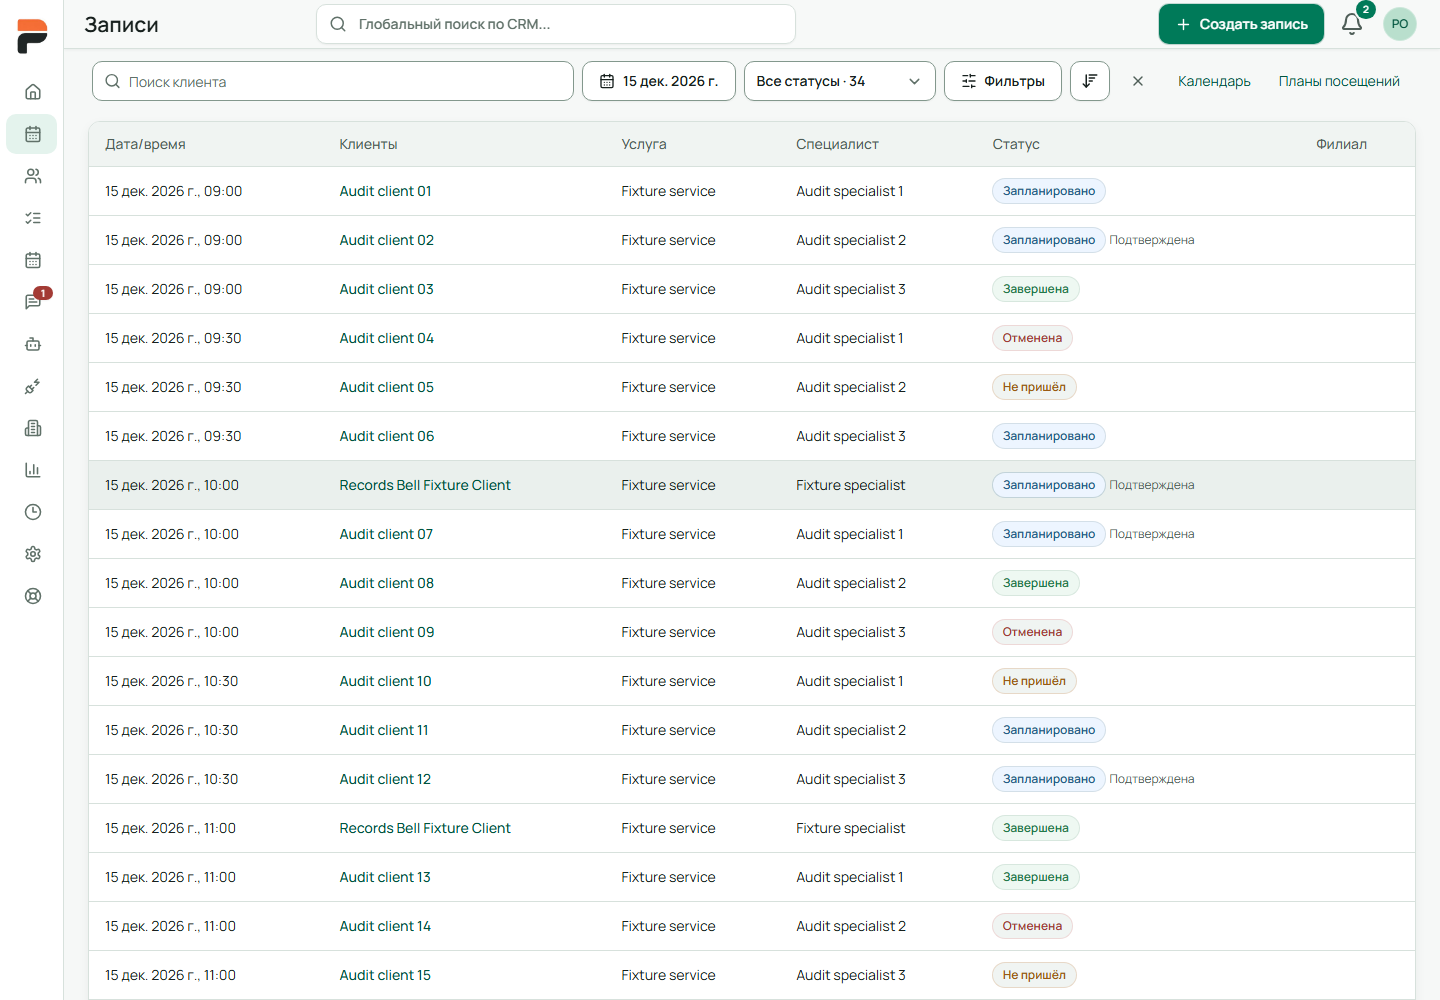 Записи
Глобальный поиск по CRM...
Создать запись
2
РО
Поиск клиента
15 дек. 2026 г.
Все статусы · 34
Фильтры
Календарь
Планы посещений
1
Дата/время Клиенты Услуга Специалист Статус Филиал
15 дек. 2026 г., 09:00 Audit client 01 Fixture service Audit specialist 1 Запланировано
15 дек. 2026 г., 09:00 Audit client 02 Fixture service Audit specialist 2 Запланировано Подтверждена
15 дек. 2026 г., 09:00 Audit client 03 Fixture service Audit specialist 3 Завершена
15 дек. 2026 г., 09:30 Audit client 04 Fixture service Audit specialist 1 Отменена
15 дек. 2026 г., 09:30 Audit client 05 Fixture service Audit specialist 2 Не пришёл
15 дек. 2026 г., 09:30 Audit client 06 Fixture service Audit specialist 3 Запланировано
15 дек. 2026 г., 10:00 Records Bell Fixture Client Fixture service Fixture specialist Запланировано Подтверждена
15 дек. 2026 г., 10:00 Audit client 07 Fixture service Audit specialist 1 Запланировано Подтверждена
15 дек. 2026 г., 10:00 Audit client 08 Fixture service Audit specialist 2 Завершена
15 дек. 2026 г., 10:00 Audit client 09 Fixture service Audit specialist 3 Отменена
15 дек. 2026 г., 10:30 Audit client 10 Fixture service Audit specialist 1 Не пришёл
15 дек. 2026 г., 10:30 Audit client 11 Fixture service Audit specialist 2 Запланировано
15 дек. 2026 г., 10:30 Audit client 12 Fixture service Audit specialist 3 Запланировано Подтверждена
15 дек. 2026 г., 11:00 Records Bell Fixture Client Fixture service Fixture specialist Завершена
15 дек. 2026 г., 11:00 Audit client 13 Fixture service Audit specialist 1 Завершена
15 дек. 2026 г., 11:00 Audit client 14 Fixture service Audit specialist 2 Отменена
15 дек. 2026 г., 11:00 Audit client 15 Fixture service Audit specialist 3 Не пришёл